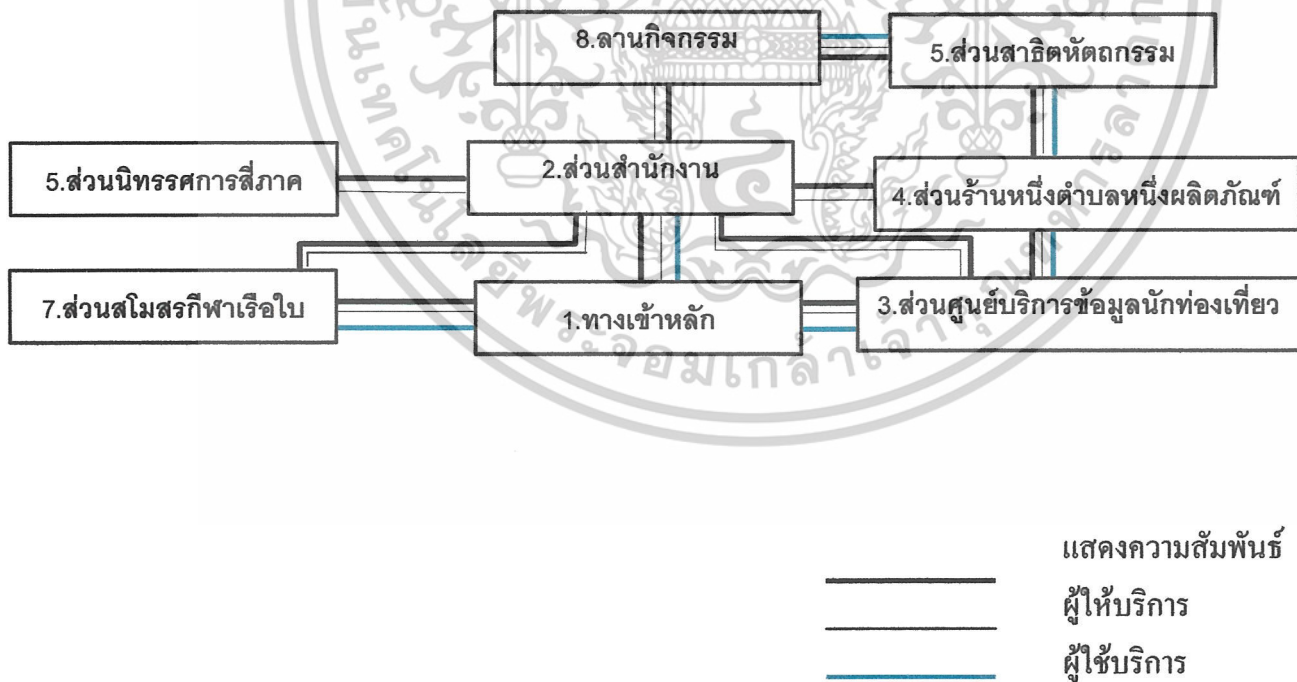 8.ลานกิจกรรม
5.ส่วนสาธิตหัตถกรรม
5.ส่วนนิทรรศการสี่ภาค
2.ส่วนสำนักงาน
4.ส่วนร้านหนึ่งตำบลหนึ่งผลิตภัณฑ์
7.ส่วนสโมสรกีฬาเรือใบ
1.ทางเข้าหลัก
3.ส่วนศูนย์บริการข้อมูลนักท่องเที่ยว
แสดงความสัมพันธ์
ผู้ให้บริการ
ผู้ใช้บริการ